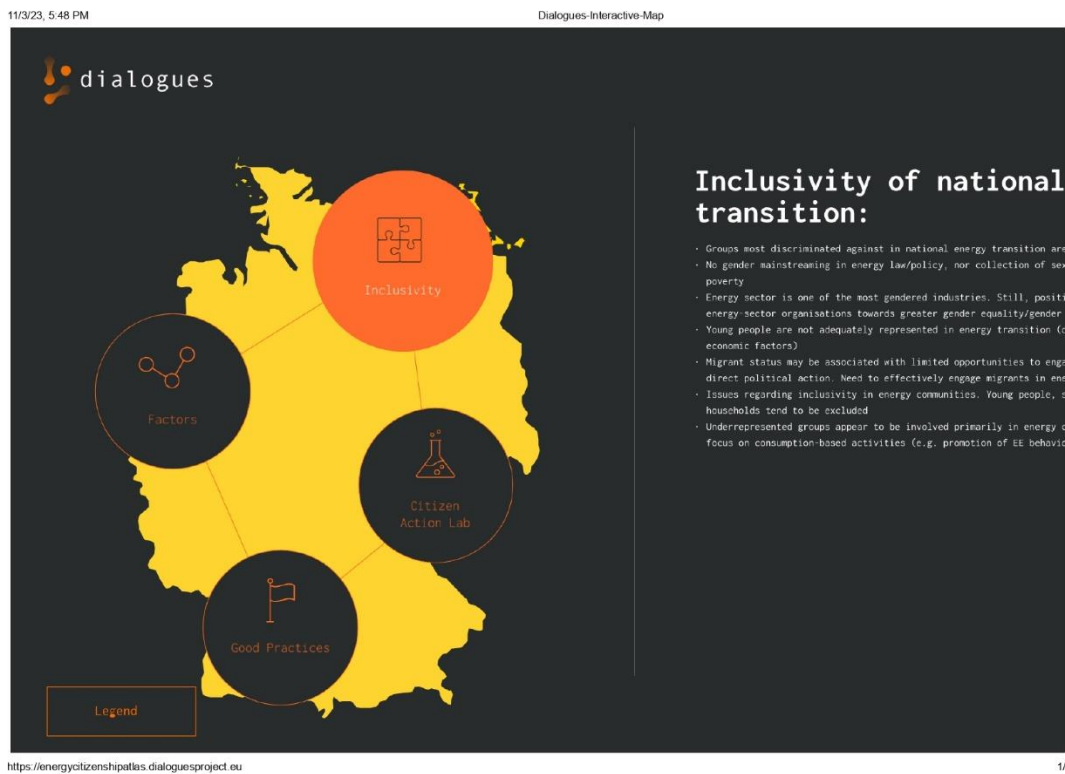 11/3/23, 5:48 PM
Dialogues-Interactive-Map
dialogues
Inclusivity
Factors
Citizen
Action Lab
Good Practices
Legend
Inclusivity of national
transition:
· Groups most discriminated against in national energy transition are
· No gender mainstreaming in energy law/policy, nor collection of sex
poverty
· Energy sector is one of the most gendered industries. Still, positi
energy-sector organisations towards greater gender equality/gender
· Young people are not adequately represented in energy transition (
economic factors)
· Migrant status may be associated with limited opportunities to enga
direct political action. Need to effectively engage migrants in ene
· Issues regarding inclusivity in energy communities. Young people, s
households tend to be excluded
· Underrepresented groups appear to be involved primarily in energy c
focus on consumption-based activities (e.g. promotion of EE behavio
https://energycitizenshipatlas.dialoguesproject.eu
1/